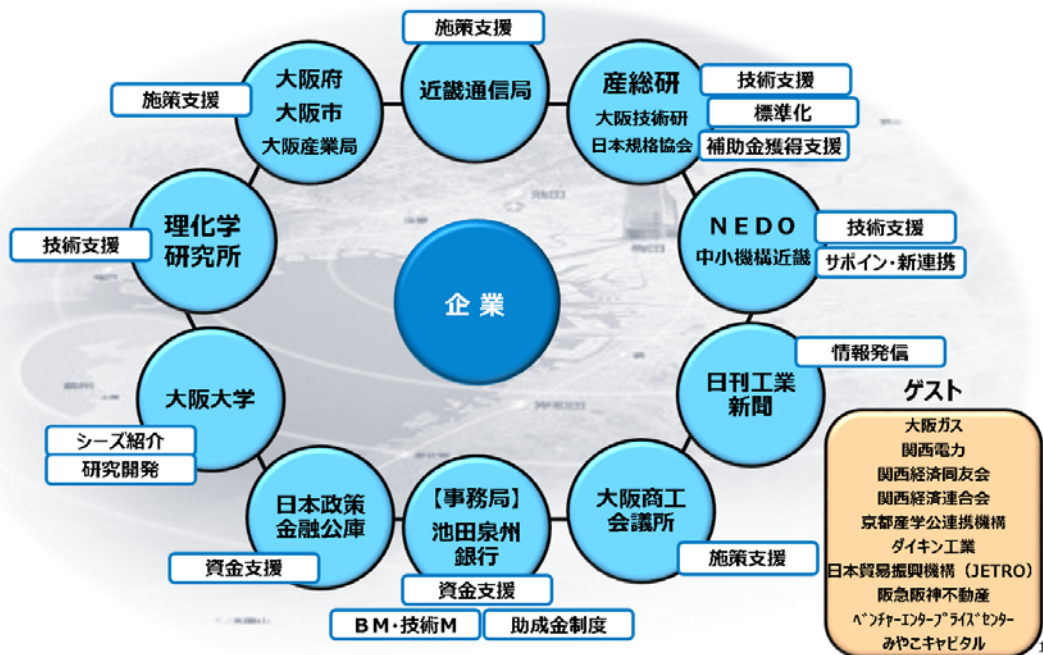 施策支援
近畿通信局
大阪府
大阪市
大阪産業局
施策支援
産総研
大阪技術研
日本規格協会
技術支援
標準化
補助金獲得支援
理化学
研究所
技術支援
NEDO
中小機構近畿
技術支援
サポイン・新連携
企業
大阪大学
シーズ紹介
研究開発
日刊工業
新聞
情報発信
日本政策
金融公庫
資金支援
【事務局】
池田泉州
銀行
資金支援
BM・技術M
助成金制度
大阪商工
会議所
施策支援
ゲスト
大阪ガス
関西電力
関西経済同友会
関西経済連合会
京都産学公連携機構
ダイキン工業
日本貿易振興機構（JETRO）
阪急阪神不動産
ベンチャーエンタープライズセンター
みやこキャピタル
1